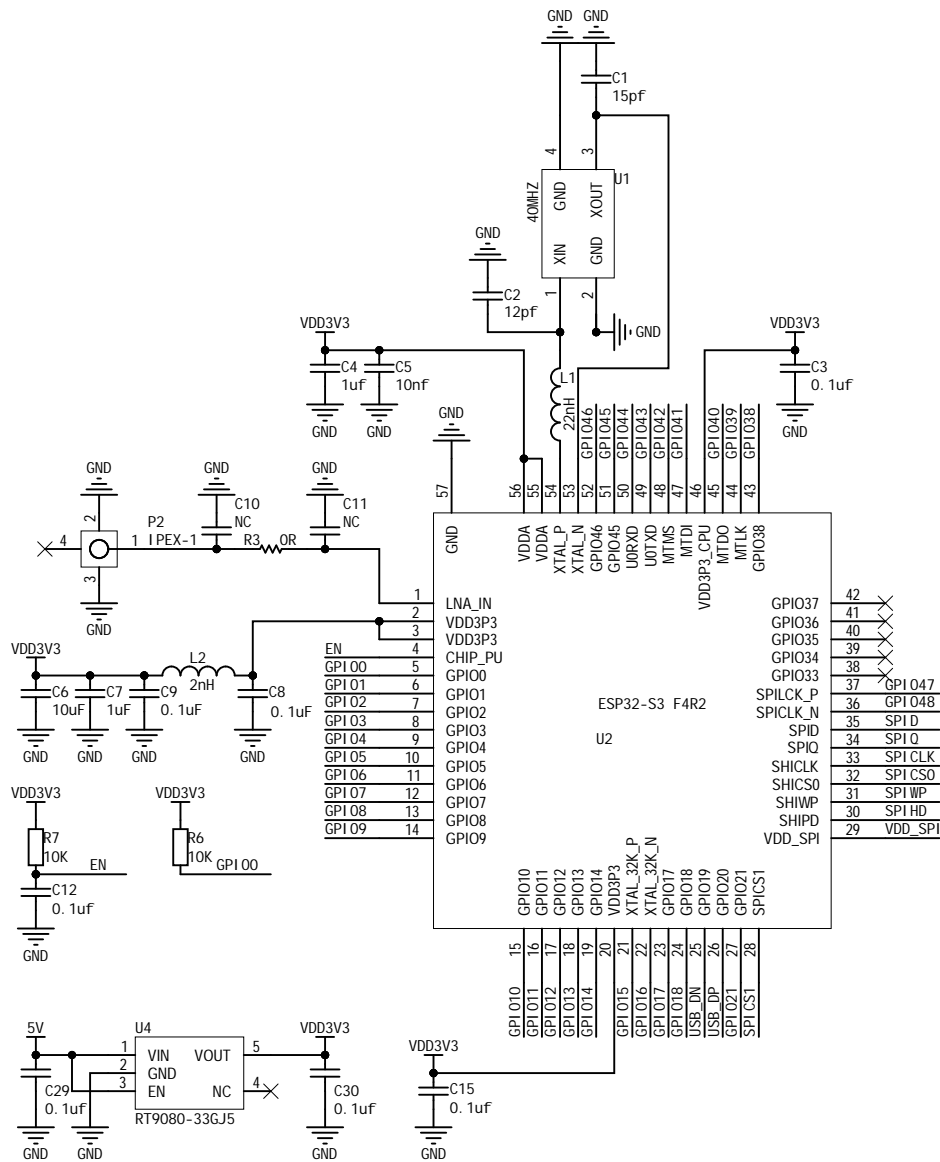 GND GND
C1
15pf
4 3
GND XOUT U1
40MHZ
XIN GND
GND
1 2
C2
12pf
GND
VDD3V3
C4
1uf
C5
10nf
GND GND
L1
22nH
VDD3V3
C3
0.1uf
GND
GPIO46
GPIO45
GPIO44
GPIO43
GPIO42
GPIO41
GPIO40
GPIO39
GPIO38
GND
57 56 55 54 53 52 51 50 49 48 47 46 45 44 43
GND
VDDA
VDDA
XTAL_P
XTAL_N
GPIO46
GPIO45
U0RXD
U0TXD
MTMS
MTDI
VDD3P3_CPU
MTDO
MTLK
GPIO38
GND
2
P2
IPEX-1
4
1
3
GND
GND
C10
NC
R3 0R
GND
C11
NC
1 LNA_IN
2 VDD3P3
3 VDD3P3
EN 4 CHIP_PU
GPIO0 5 GPIO0
GPIO1 6 GPIO1
GPIO2 7 GPIO2
GPIO3 8 GPIO3
GPIO4 9 GPIO4
GPIO5 10 GPIO5
GPIO6 11 GPIO6
GPIO7 12 GPIO7
GPIO8 13 GPIO8
GPIO9 14 GPIO9
ESP32-S3 F4R2
U2
GPIO37 42
GPIO36 41
GPIO35 40
GPIO34 39
GPIO33 38
SPILCK_P 37 GPIO47
SPICLK_N 36 GPIO48
SPID 35 SPID
SPIQ 34 SPIQ
SHICLK 33 SPICLK
SHICS0 32 SPICS0
SHIWP 31 SPIWP
SHIPD 30 SPIHD
VDD_SPI 29 VDD_SPI
VDD3V3
C6
10uF
C7
1uF
C9
0.1uF
L2
2nH
C8
0.1uF
GND GND GND GND
VDD3V3
R7
10K
EN
C12
0.1uf
GND
VDD3V3
R6
10K
GPIO0
GPIO10
GPIO11
GPIO12
GPIO13
GPIO14
VDD3P3
XTAL_32K_P
XTAL_32K_N
GPIO17
GPIO18
GPIO19
GPIO20
GPIO21
SPICS1
15 16 17 18 19 20 21 22 23 24 25 26 27 28
GPIO10
GPIO11
GPIO12
GPIO13
GPIO14
GPIO15
GPIO16
GPIO17
GPIO18
USB_DN
USB_DP
GPIO21
SPICS1
5V
C29
0.1uf
GND
GND
U4
1 VIN VOUT 5
2 GND
3 EN NC 4
RT9080-33GJ5
VDD3V3
C30
0.1uf
GND
VDD3V3
C15
0.1uf
GND